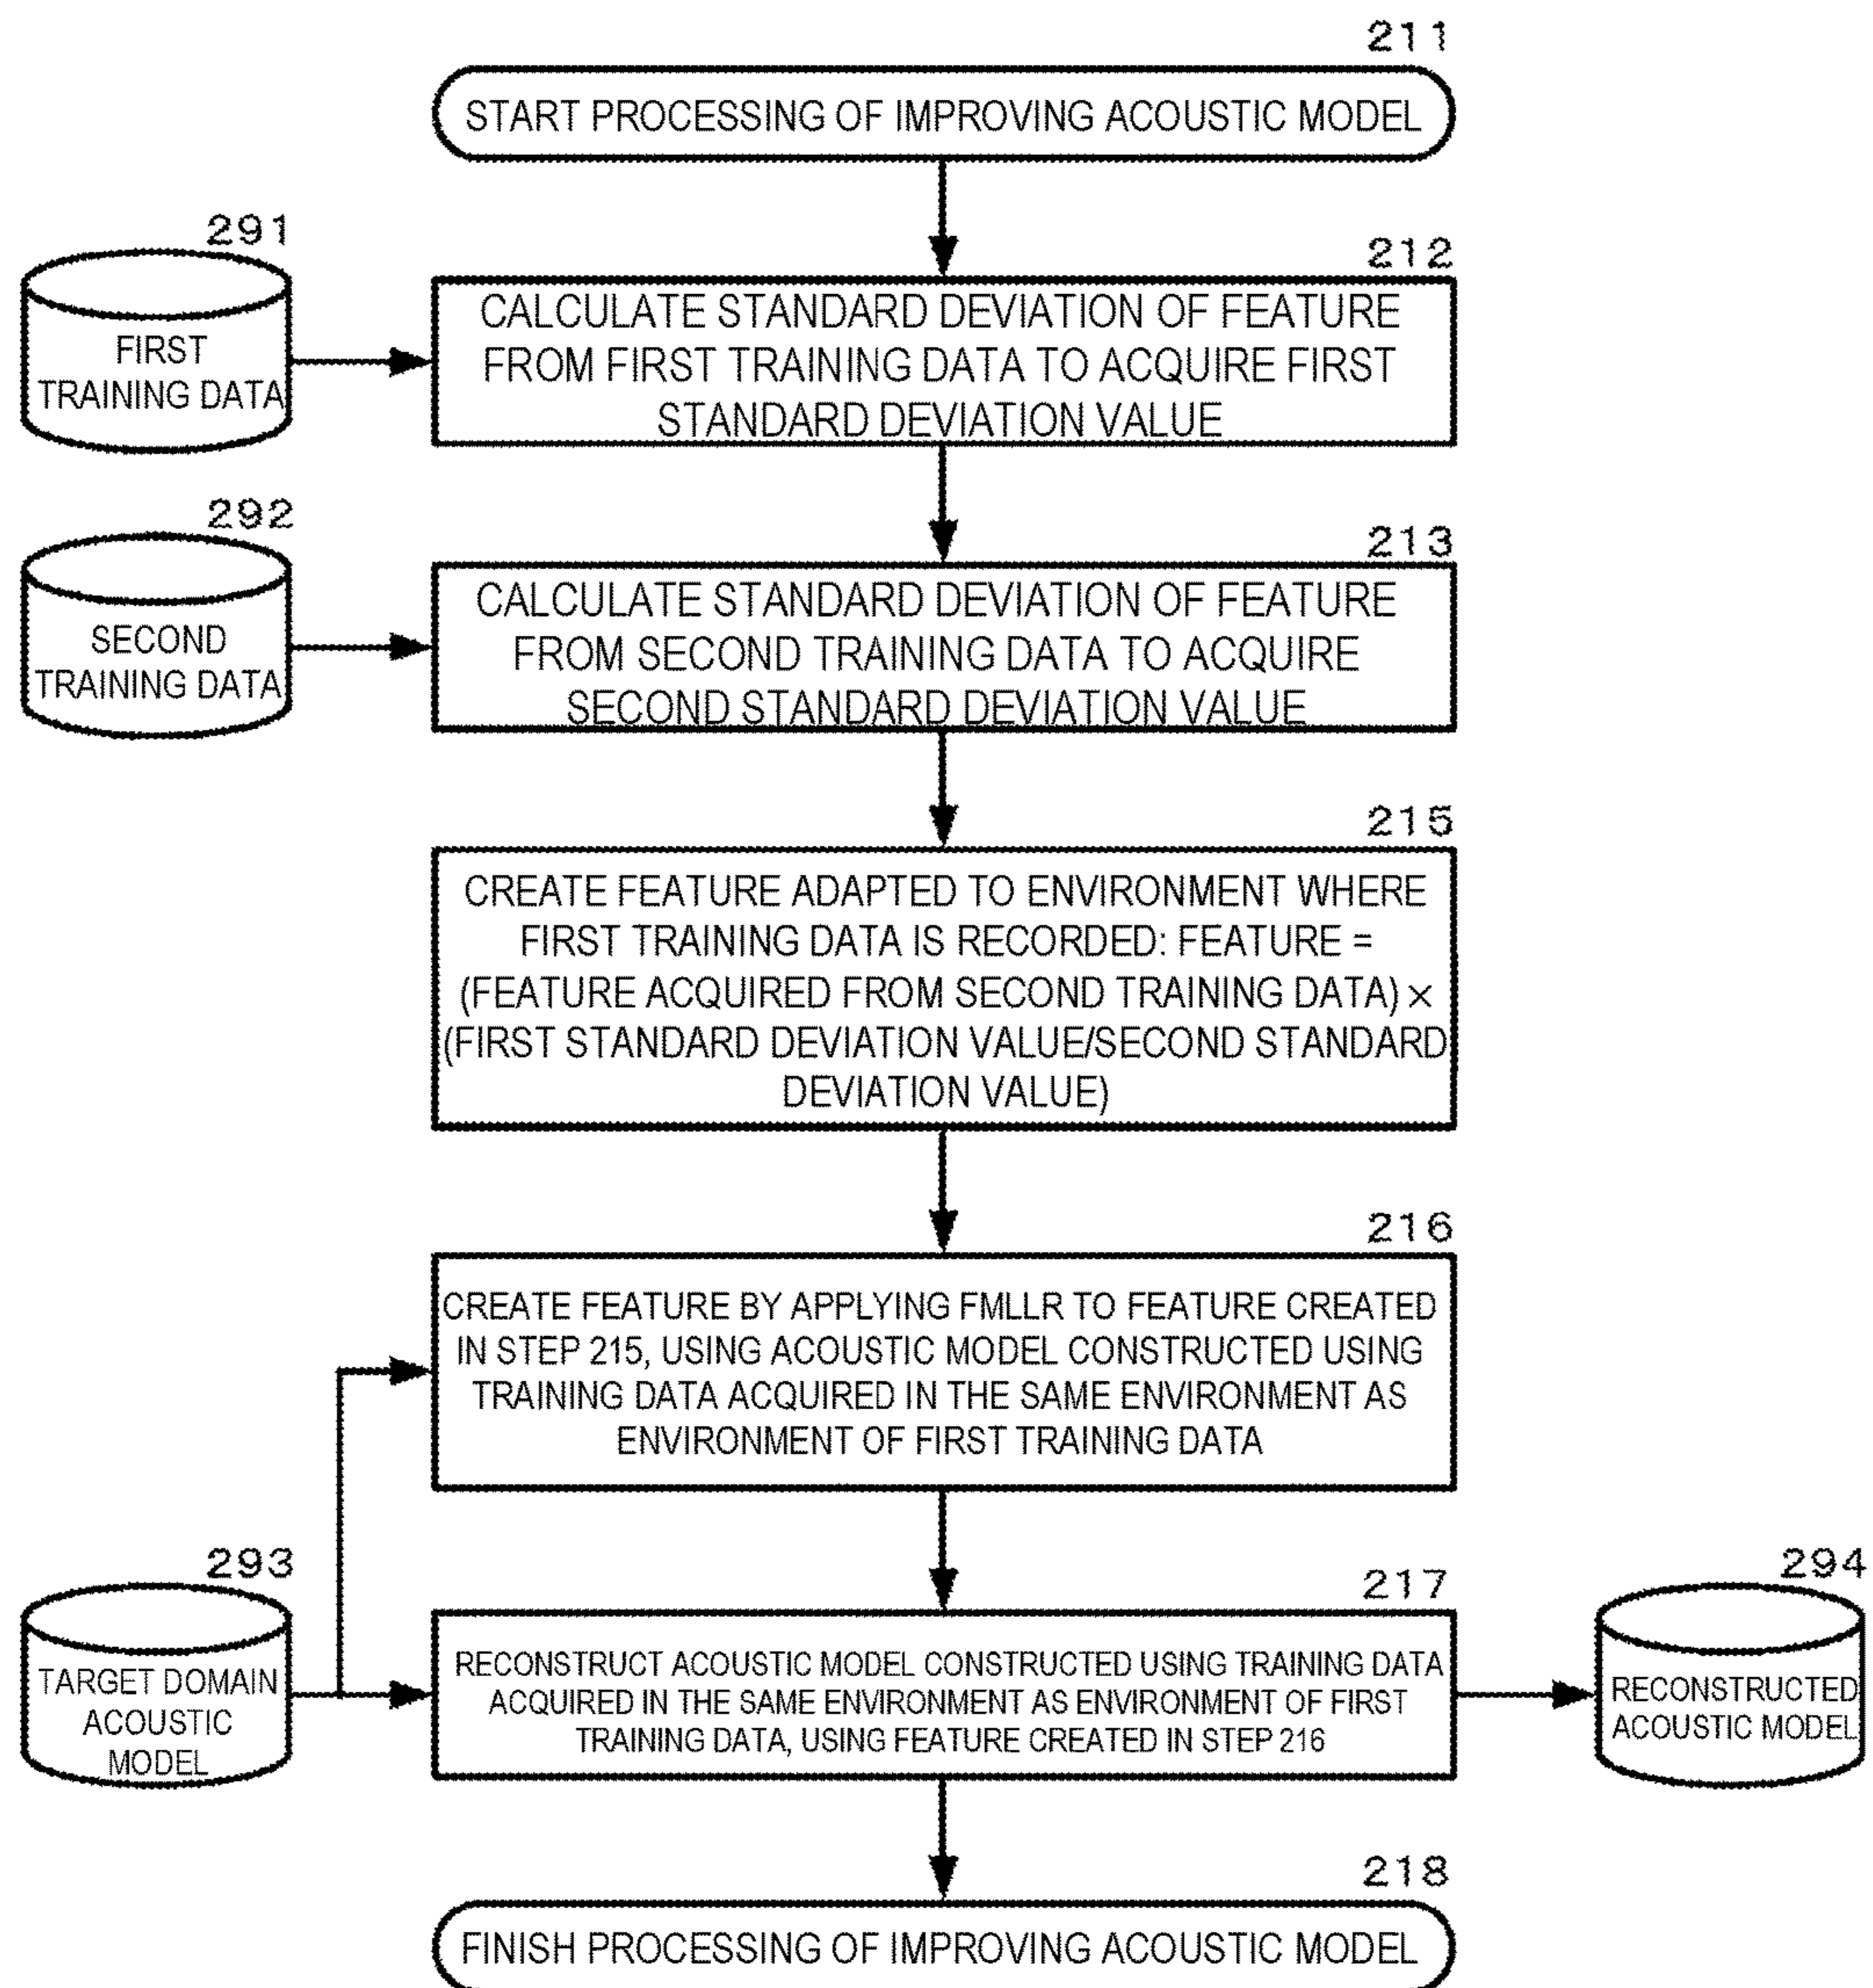 211
START PROCESSING OF IMPROVING ACOUSTIC MODEL
291
FIRST
TRAINING DATA
212
CALCULATE STANDARD DEVIATION OF FEATURE
FROM FIRST TRAINING DATA TO ACQUIRE FIRST
STANDARD DEVIATION VALUE
292
SECOND
TRAINING DATA
213
CALCULATE STANDARD DEVIATION OF FEATURE
FROM SECOND TRAINING DATA TO ACQUIRE
SECOND STANDARD DEVIATION VALUE
215
CREATE FEATURE ADAPTED TO ENVIRONMENT WHERE
FIRST TRAINING DATA IS RECORDED: FEATURE =
(FEATURE ACQUIRED FROM SECOND TRAINING DATA) ×
(FIRST STANDARD DEVIATION VALUE/SECOND STANDARD
DEVIATION VALUE)
216
CREATE FEATURE BY APPLYING FMLLR TO FEATURE CREATED
IN STEP 215, USING ACOUSTIC MODEL CONSTRUCTED USING
TRAINING DATA ACQUIRED IN THE SAME ENVIRONMENT AS
ENVIRONMENT OF FIRST TRAINING DATA
293
TARGET DOMAIN
ACOUSTIC
MODEL
217
RECONSTRUCT ACOUSTIC MODEL CONSTRUCTED USING TRAINING DATA
ACQUIRED IN THE SAME ENVIRONMENT AS ENVIRONMENT OF FIRST
TRAINING DATA, USING FEATURE CREATED IN STEP 216
294
RECONSTRUCTED
ACOUSTIC MODEL
218
FINISH PROCESSING OF IMPROVING ACOUSTIC MODEL